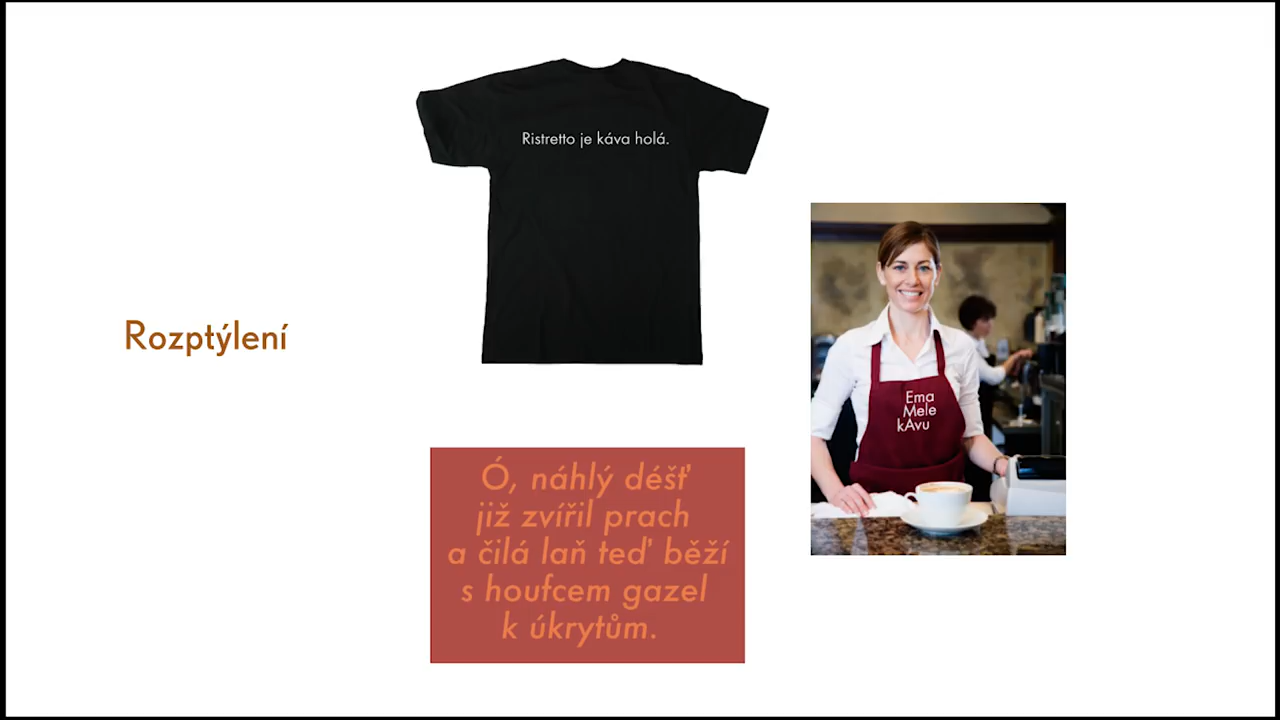 Rozptýlení
Ristretto je káva holá.
Ema
Mele
kAvu
Ó, náhlý déšť
již zvířil prach
a čilá laň teď běží
s houfcem gazel
k úkrytům.